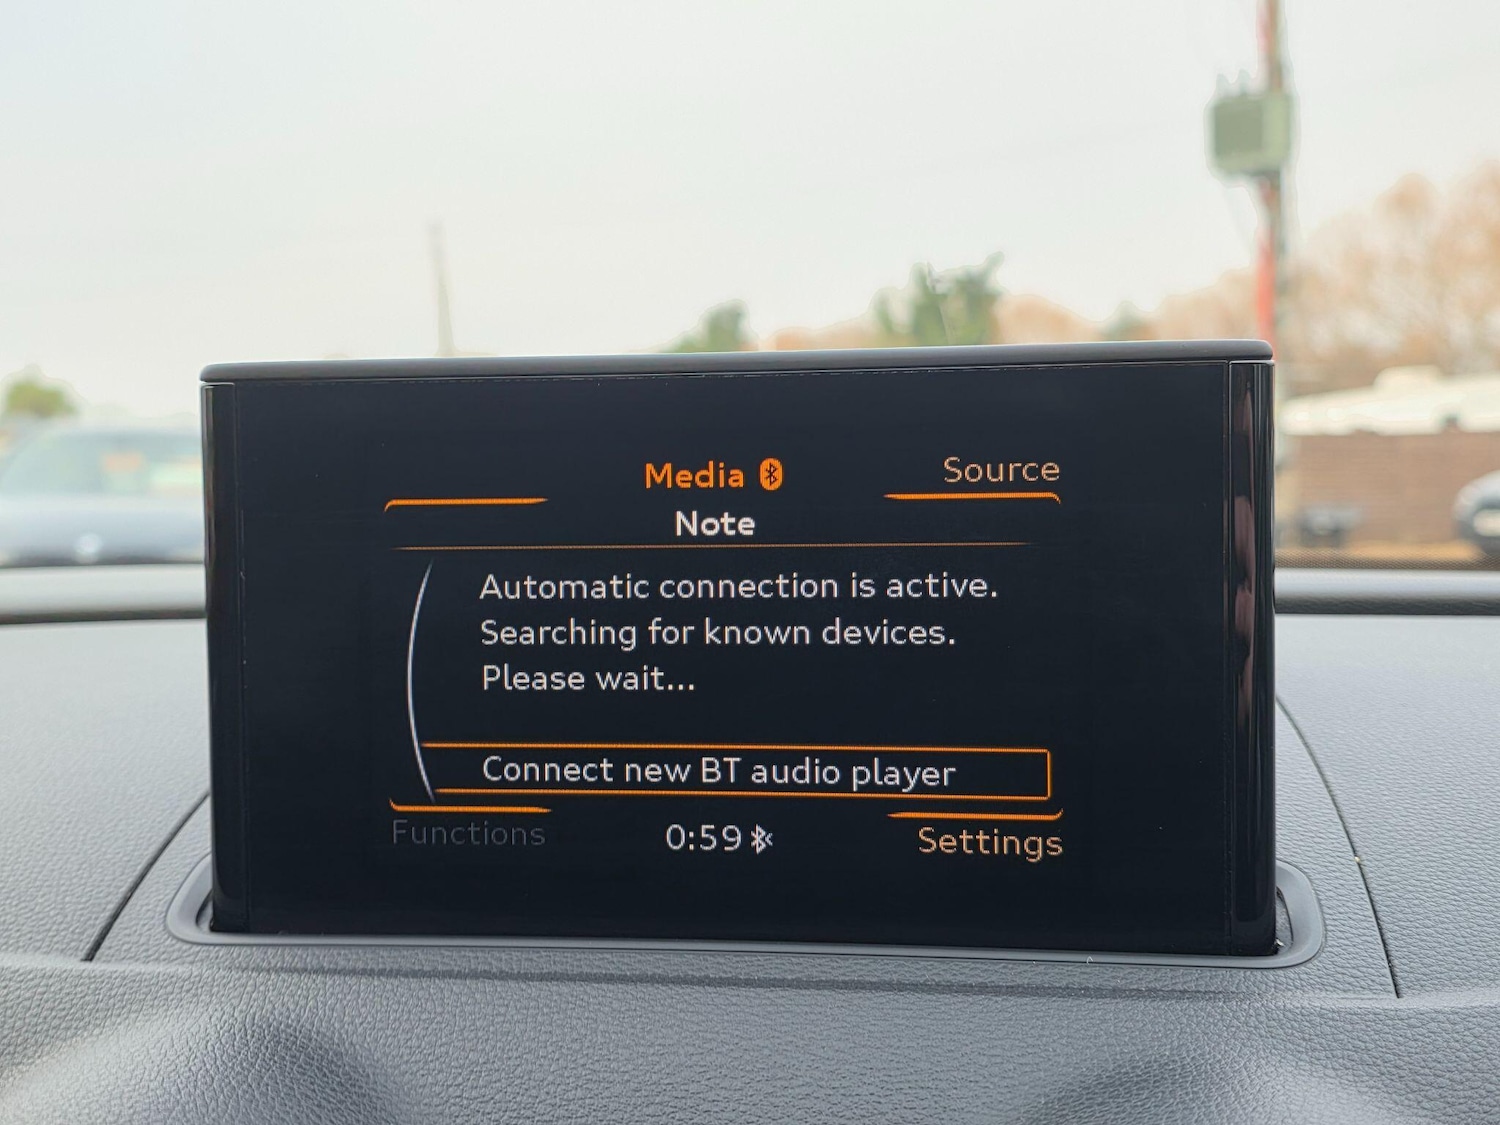 Media
Source
Note
Automatic connection is active.
Searching for known devices.
Please wait...
Connect new BT audio player
Functions
0:59
Settings